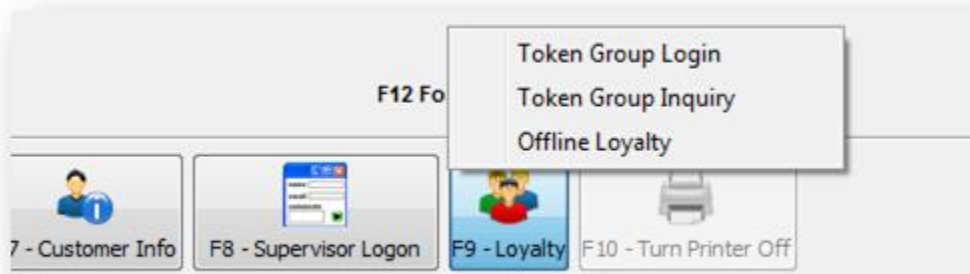 Token Group Login
Token Group Inquiry
Offline Loyalty
F12 Fo
7 - Customer Info
F8 - Supervisor Logon
F9 - Loyalty
F10 - Turn Printer Off